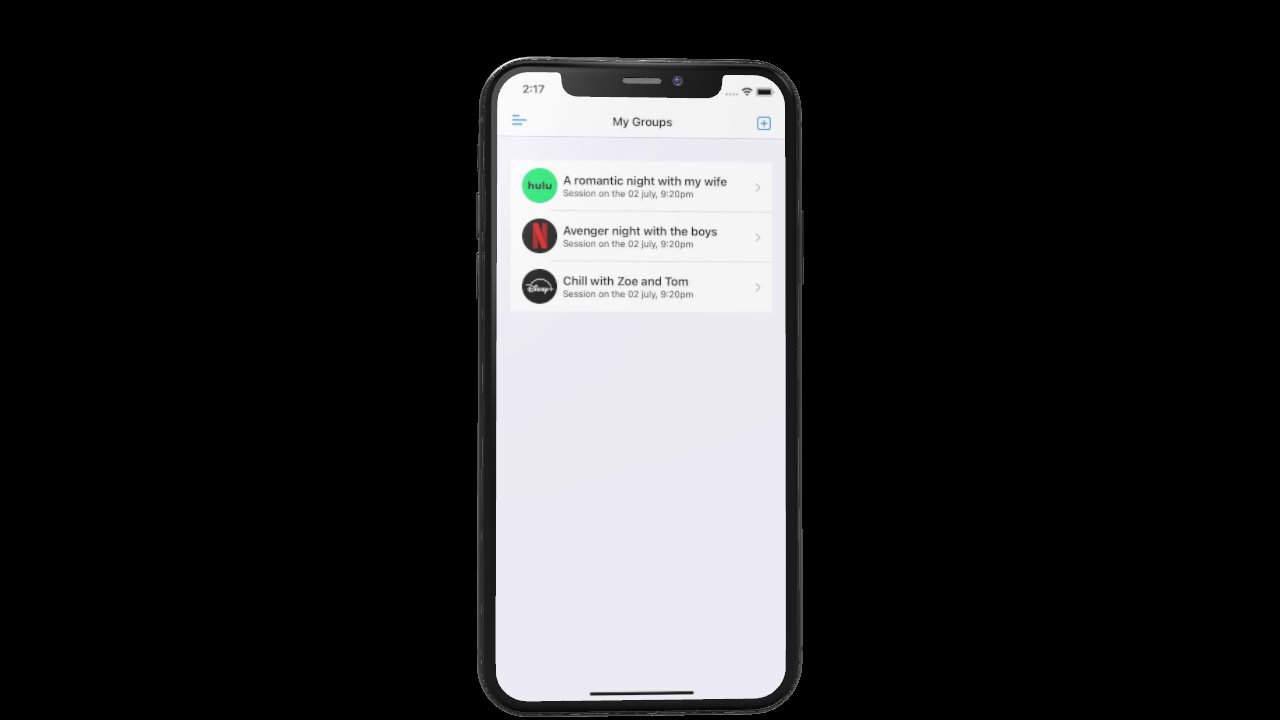 2:17
My Groups
hulu
A romantic night with my wife
Session on the 02 july, 9:20pm
N
Avenger night with the boys
Session on the 02 july, 9:20pm
Disney+
Chill with Zoe and Tom
Session on the 02 july, 9:20pm